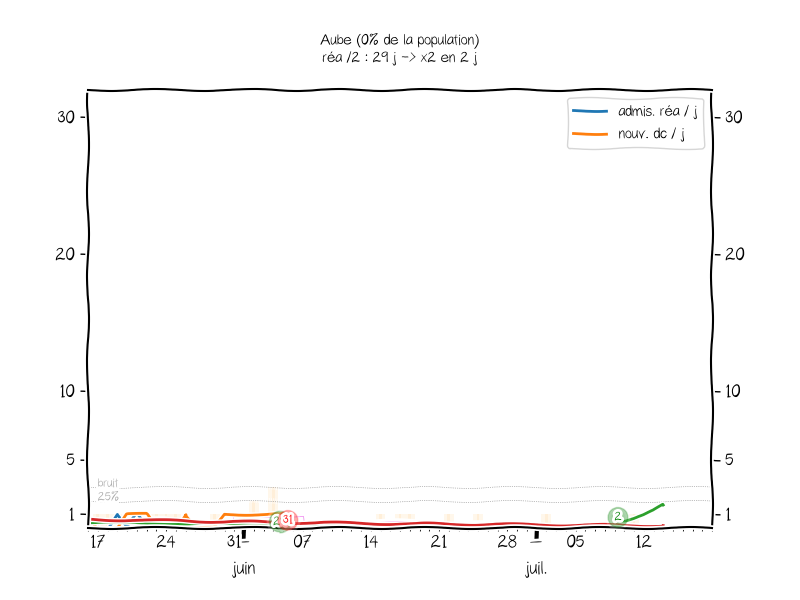 Aube (0% de la population)
réa /2 : 29 j -> x2 en 2 j
admis. réa / j
nouv. dc / j
30 30
20 20
10 10
5 5
bruit
25%
1 1
2 31 2
17 24 31 07 14 21 28 05 12
juin juil.